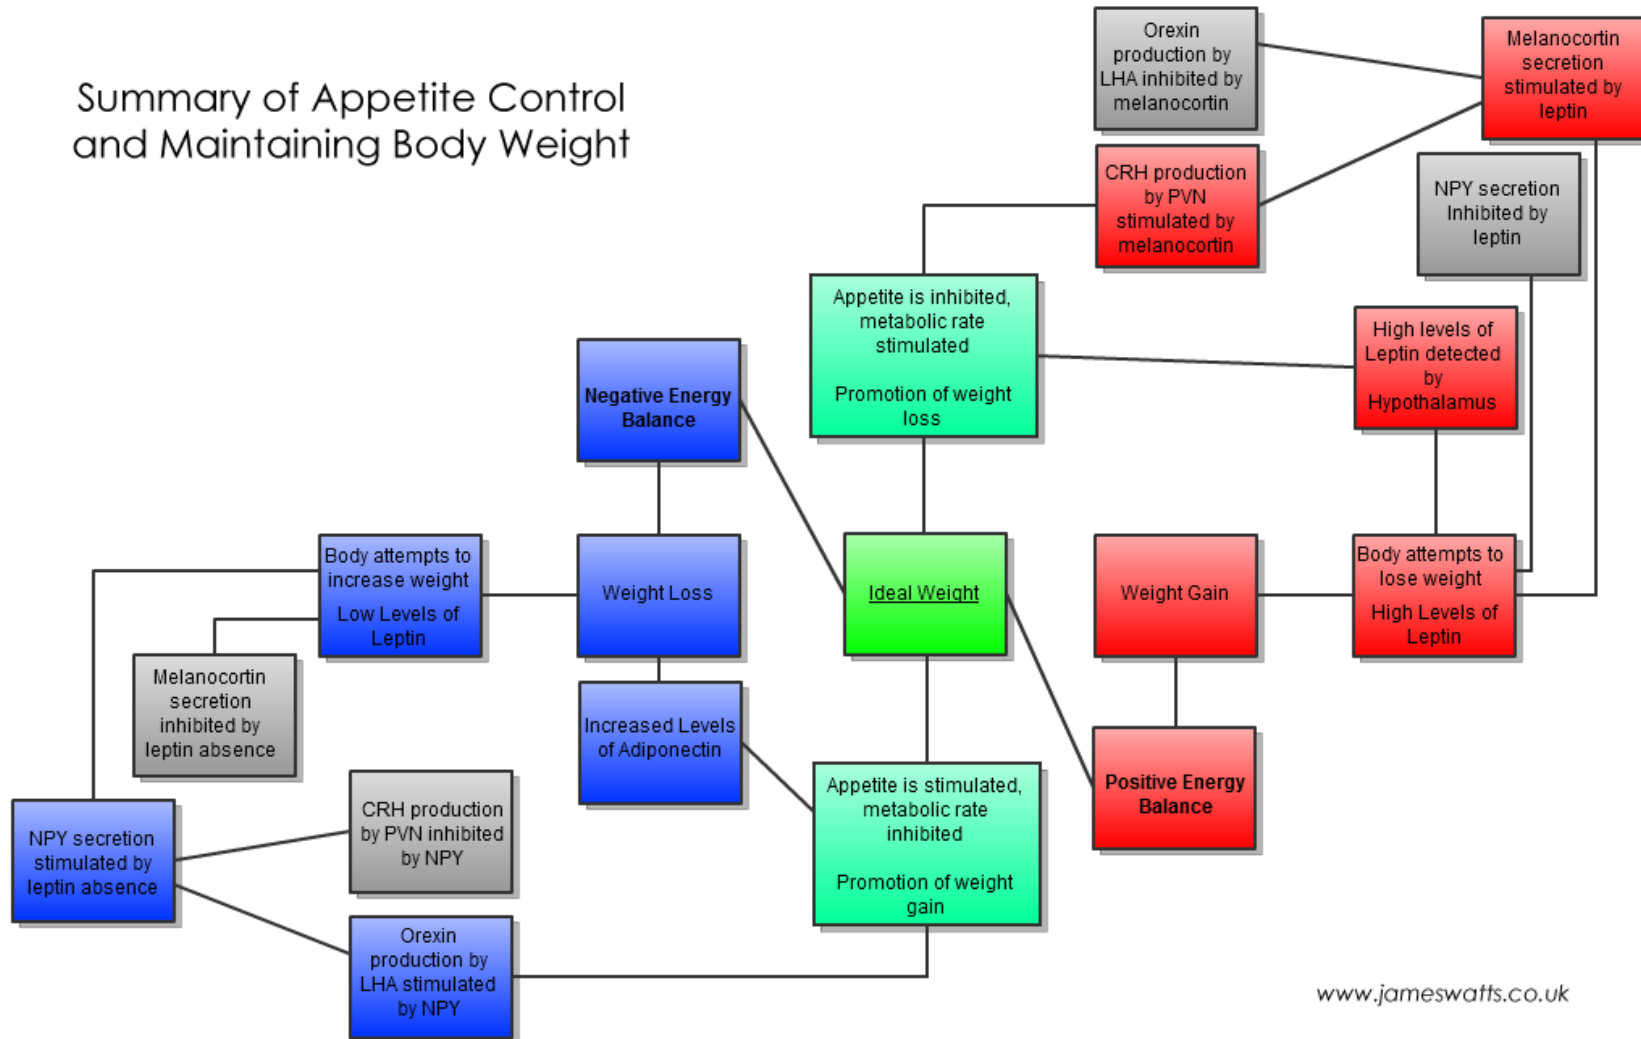 Summary of Appetite Control
and Maintaining Body Weight
Orexin
production by
LHA inhibited by
melanocortin
Melanocortin
secretion
stimulated by
leptin
CRH production
by PVN
stimulated by
melanocortin
NPY secretion
Inhibited by
leptin
Appetite is inhibited,
metabolic rate
stimulated
Promotion of weight
loss
High levels of
Leptin detected
by
Hypothalamus
Negative Energy
Balance
Body attempts to
increase weight
Low Levels of
Leptin
Weight Loss
Ideal Weight
Weight Gain
Body attempts to
lose weight
High Levels of
Leptin
Melanocortin
secretion
inhibited by
leptin absence
Increased Levels
of Adiponectin
Positive Energy
Balance
NPY secretion
stimulated by
leptin absence
CRH production
by PVN inhibited
by NPY
Appetite is stimulated,
metabolic rate
inhibited
Promotion of weight
gain
Orexin
production by
LHA stimulated
by NPY
www.jameswatts.co.uk